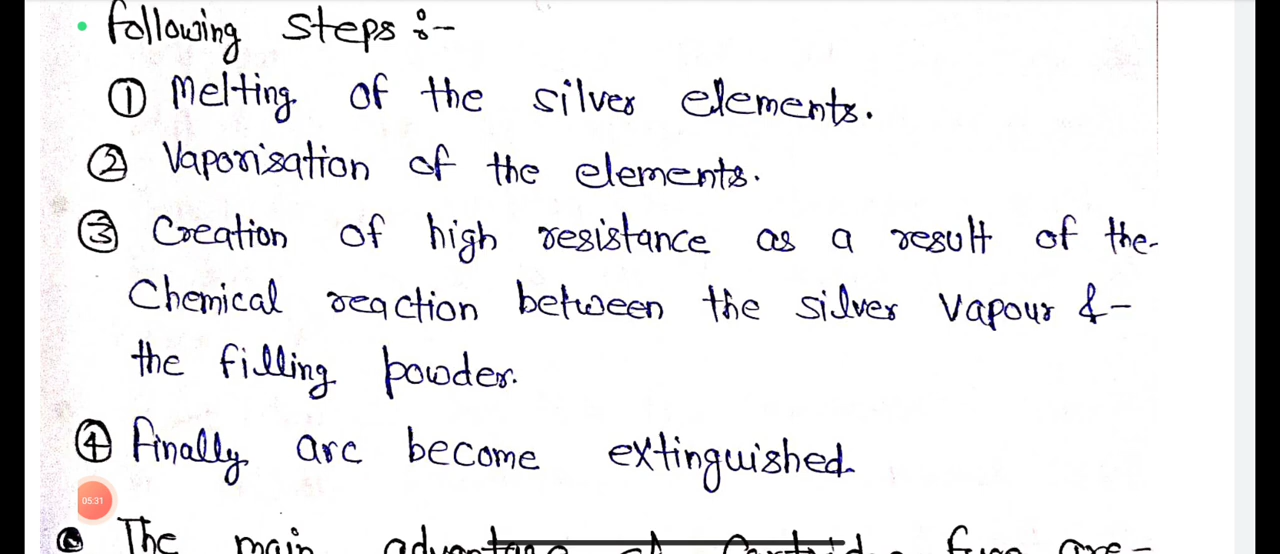 • Following Steps :-
① Melting of the silver elements.
② Vaporisation of the elements.
③ Creation of high resistance as a result of the-
Chemical reaction between the silver vapour &-
the filling powder.
④ Finally arc become extinguished.
05:31
The main